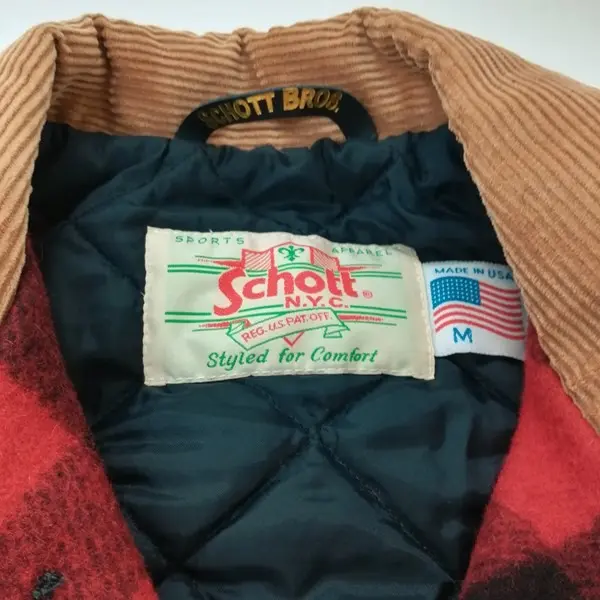 SCHOTT BROS.
SPORTS APPAREL
Schott®
N.Y.C.
REG. U.S. PAT. OFF.
Styled for Comfort
MADE IN USA
M